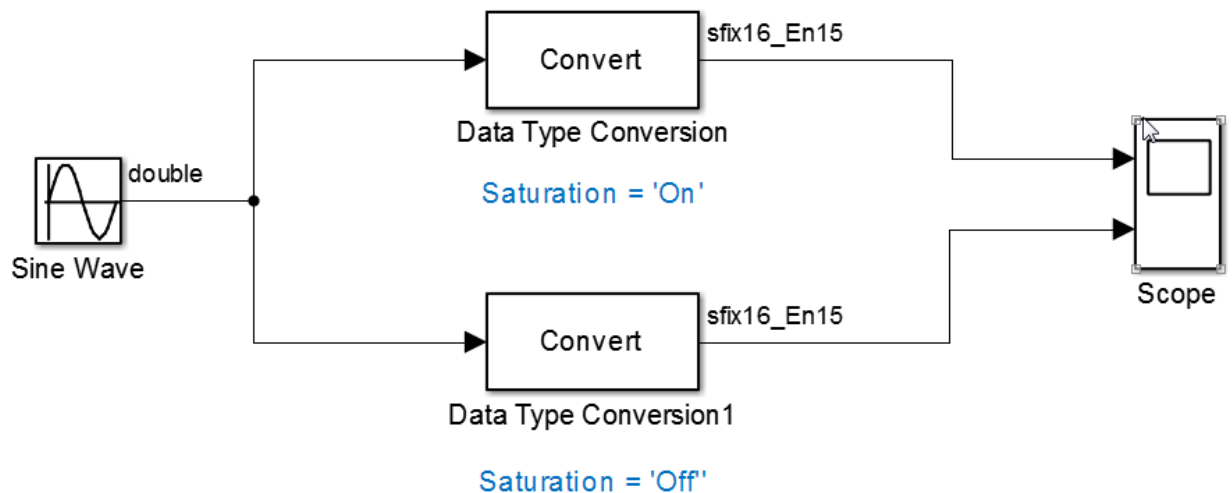 sfix16_En15
Convert
Data Type Conversion
double
Saturation = 'On'
Sine Wave
Scope
sfix16_En15
Convert
Data Type Conversion1
Saturation = 'Off''